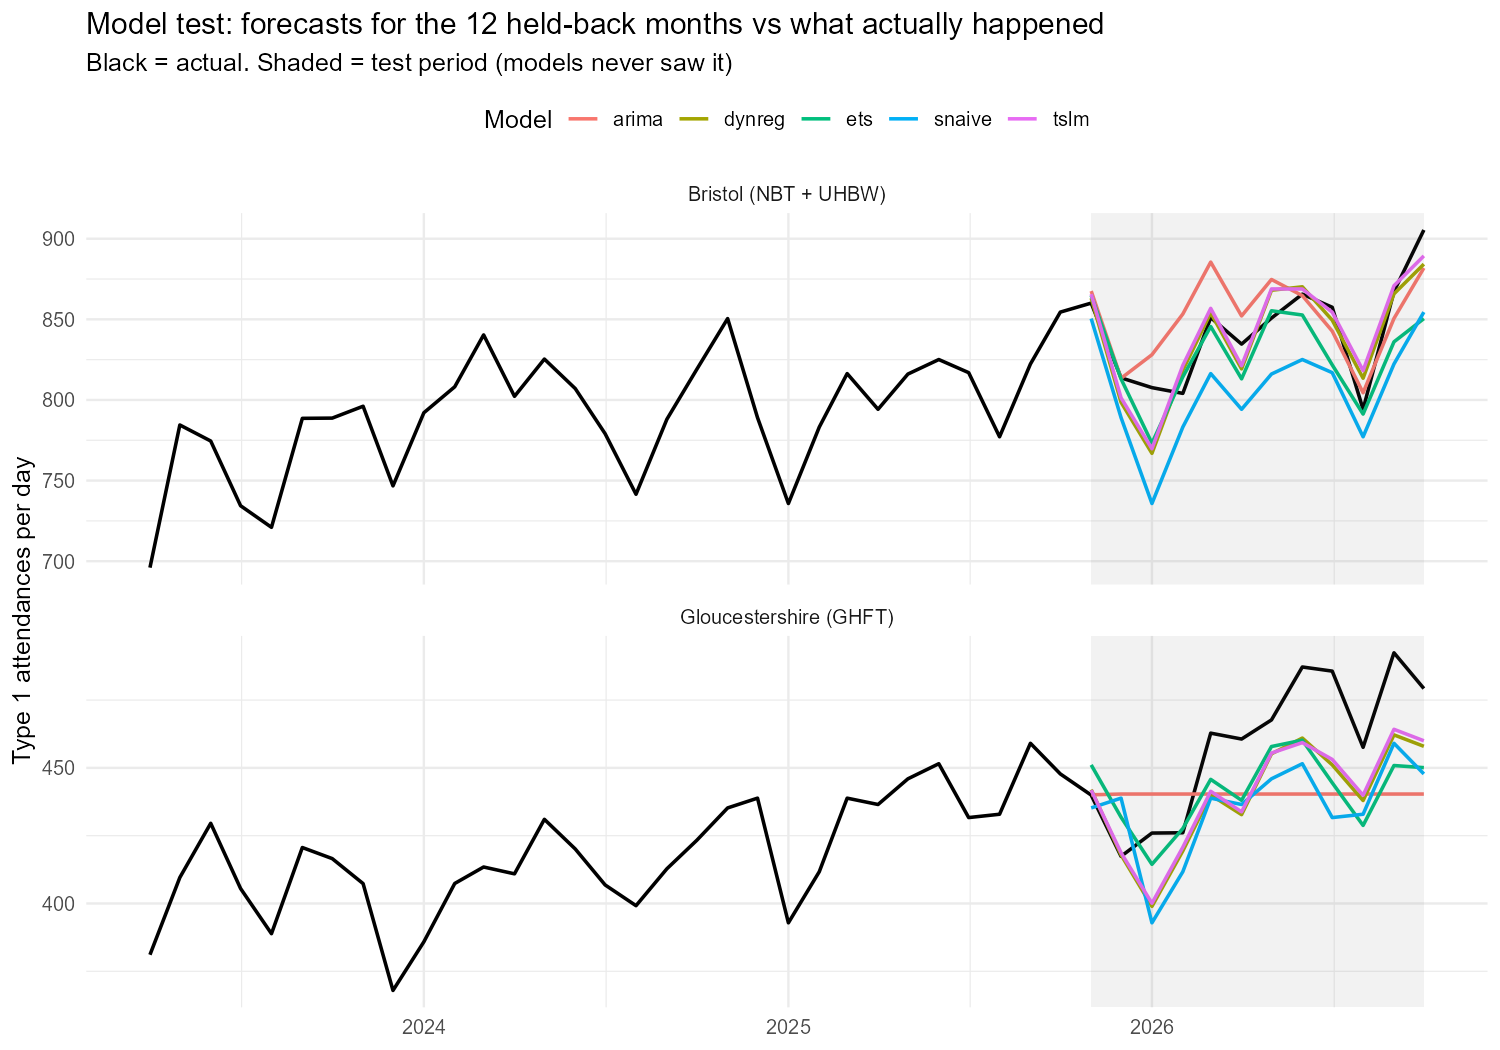 Model test: forecasts for the 12 held-back months vs what actually happened
Black = actual. Shaded = test period (models never saw it)
Model arima dynreg ets snaive tslm
Bristol (NBT + UHBW)
900
850
800
750
700
Type 1 attendances per day
Gloucestershire (GHFT)
450
400
2024 2025 2026